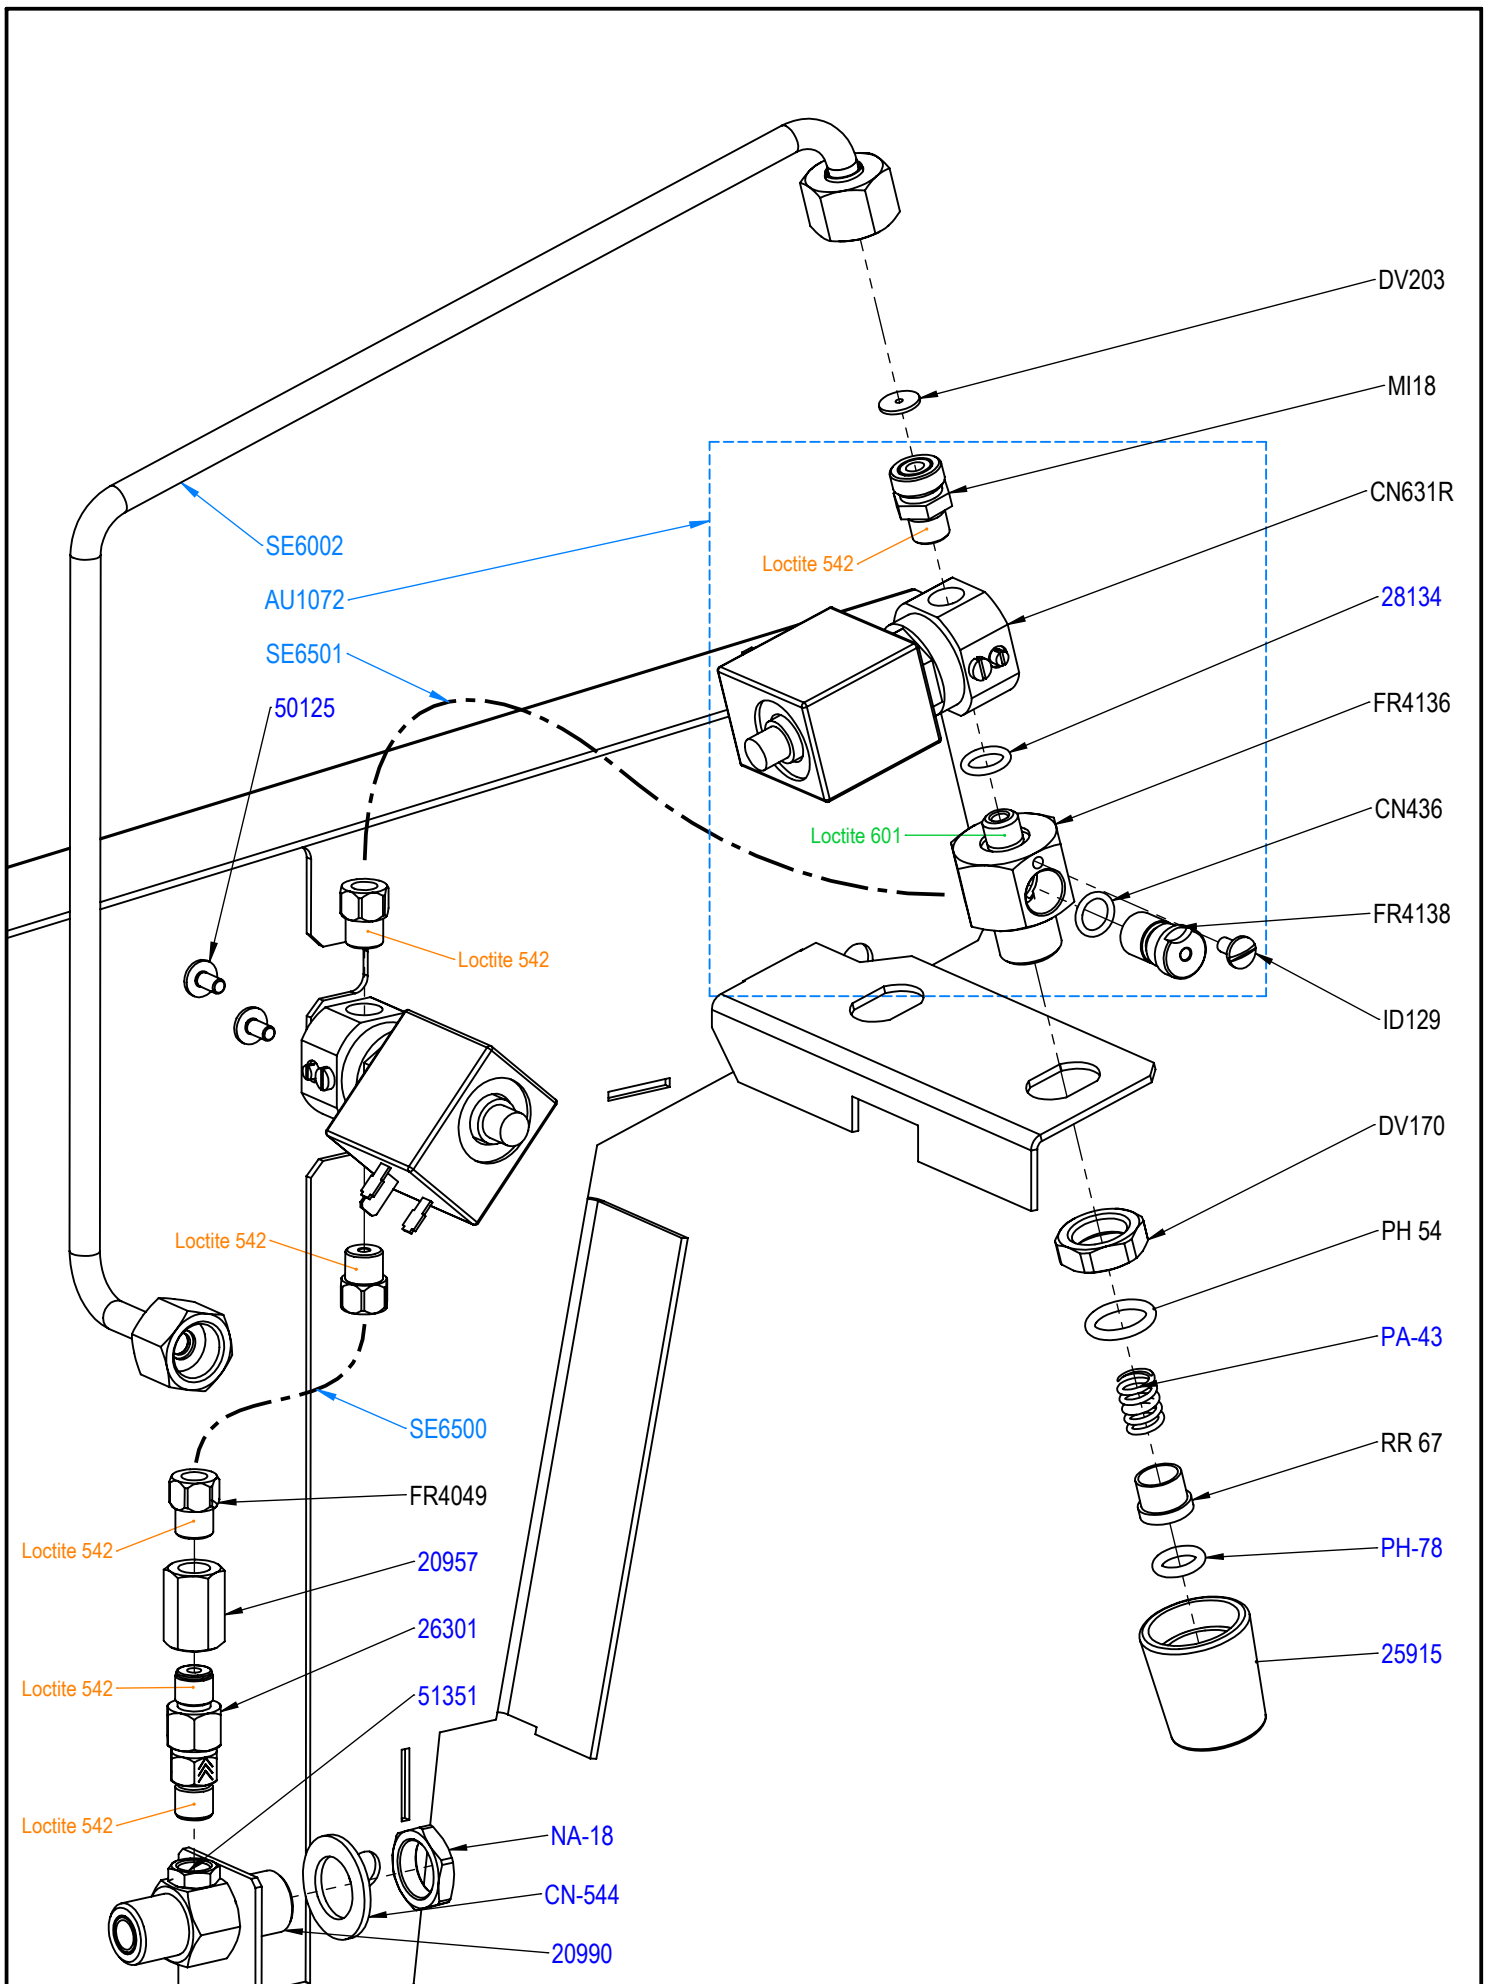 DV203
MI18
CN631R
SE6002
Loctite 542
AU1072
28134
SE6501
50125
FR4136
CN436
Loctite 601
FR4138
Loctite 542
ID129
DV170
PH 54
Loctite 542
PA-43
SE6500
RR 67
FR4049
Loctite 542
PH-78
20957
26301
25915
Loctite 542
51351
Loctite 542
NA-18
CN-544
20990